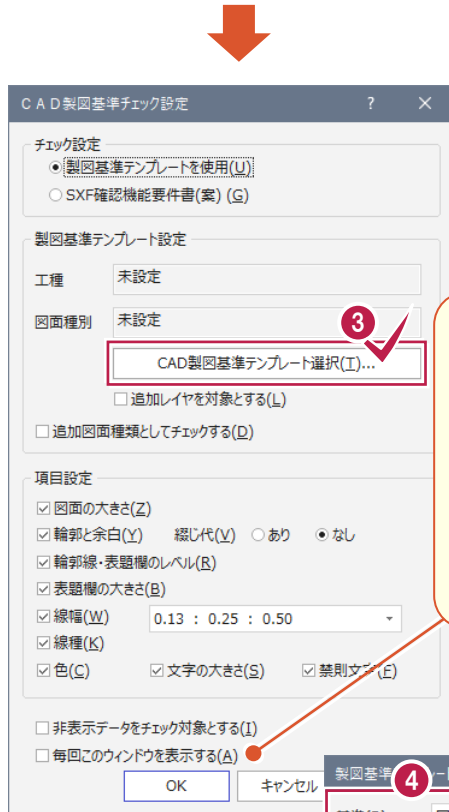 CAD製図基準チェック設定 ? ×
チェック設定
製図基準テンプレートを使用(U)
SXF確認機能要件書(案) (G)
製図基準テンプレート設定
工種 未設定
図面種別 未設定
3
CAD製図基準テンプレート選択(T)...
追加レイヤを対象とする(L)
追加図面種類としてチェックする(D)
項目設定
図面の大きさ(Z)
輪郭と余白(Y) 綴じ代(V) あり なし
輪郭線・表題欄のレベル(R)
表題欄の大きさ(B)
線幅(W) 0.13 : 0.25 : 0.50
線種(K)
色(C) 文字の大きさ(S) 禁則文字(F)
非表示データをチェック対象とする(I)
毎回このウィンドウを表示する(A)
OK キャンセル
製図基準
4